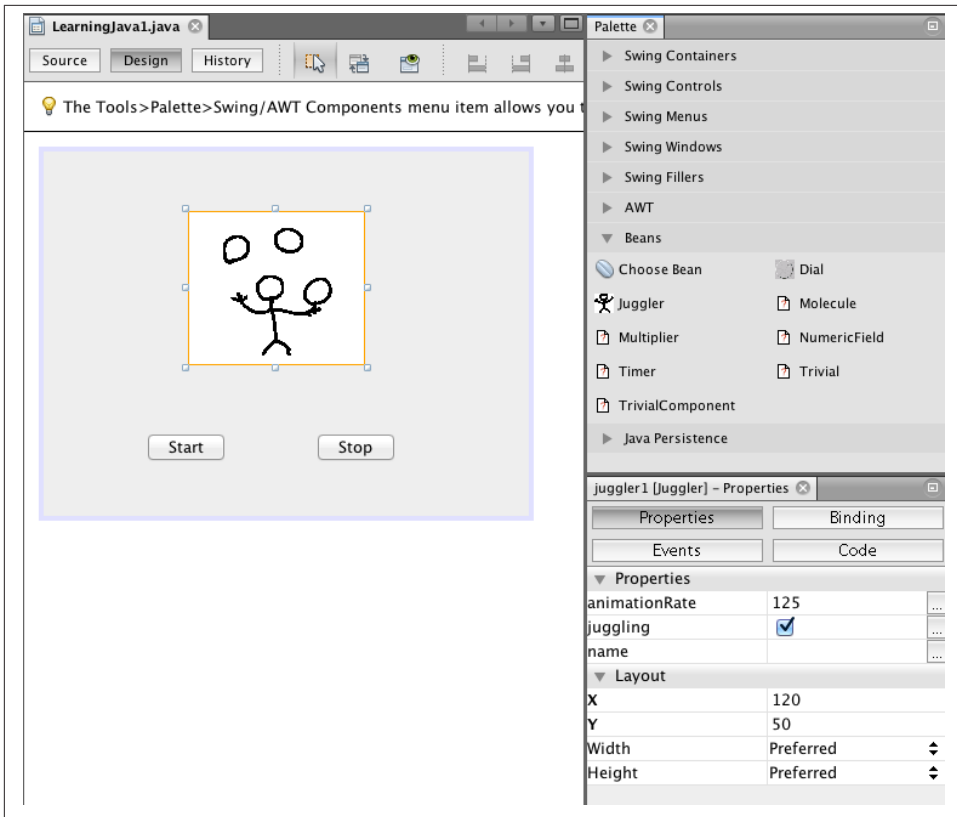 LearningJava1.java
Source Design History
The Tools>Palette>Swing/AWT Components menu item allows you t
Start Stop
Palette
Swing Containers
Swing Controls
Swing Menus
Swing Windows
Swing Fillers
AWT
Beans
Choose Bean Dial
Juggler Molecule
Multiplier NumericField
Timer Trivial
TrivialComponent
Java Persistence
juggler1 [Juggler] - Properties
Properties Binding
Events Code
Properties
animationRate 125 ...
juggling ...
name ...
Layout
X 120
Y 50
Width Preferred
Height Preferred